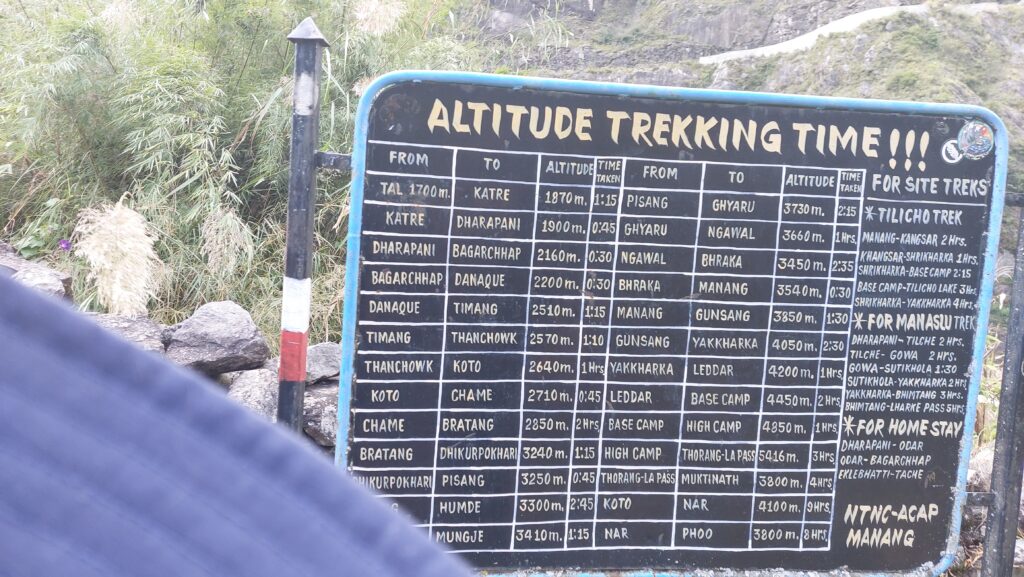 ALTITUDE TREKKING TIME !!!
FROM TO ALTITUDE TIME TAKEN FROM TO ALTITUDE TIME TAKEN FOR SITE TREKS
TAL 1700m. KATRE 1870m. 1:15 PISANG GHYARU 3730m. 2:15
KATRE DHARAPANI 1900m. 0:45 GHYARU NGAWAL 3660m. 1Hrs.
DHARAPANI BAGARCHHAP 2160m. 0:30 NGAWAL BHRAKA 3450m. 2:35
BAGARCHHAP DANAQUE 2200m. 0:30 BHRAKA MANANG 3540m. 0:30
DANAQUE TIMANG 2510m. 1:15 MANANG GUNSANG 3850m. 1:30
TIMANG THANCHOWK 2570m. 1:10 GUNSANG YAKKHARKA 4050m. 2:30
THANCHOWK KOTO 2640m. 1Hrs YAKKHARKA LEDDAR 4200m. 1Hrs.
KOTO CHAME 2710m. 0:45 LEDDAR BASE CAMP 4450m. 2Hrs
CHAME BRATANG 2850m. 2Hrs BASE CAMP HIGH CAMP 4850m. 1Hrs
BRATANG DHIKURPOKHARI 3240m. 1:15 HIGH CAMP THORANG-LA PASS 5416m. 3Hrs
DHIKURPOKHARI PISANG 3250m. 0:45 THORANG-LA PASS MUKTINATH 3800m. 4Hrs
HUMDE 3300m. 2:45 KOTO NAR 4100m. 9Hrs
MUNGJE 3410m. 1:15 NAR PHOO 3800m. 8Hrs
*TILICHO TREK
MANANG-KANGSAR 2Hrs.
KHANGSAR-SHRIKHARKA 1Hrs.
SHRIKHARKA-BASE CAMP 2:15
BASE CAMP-TILICHO LAKE 3Hrs
SHRIKHARKA-YAKKHARKA 4Hrs.
*FOR MANASLU TREK
DHARAPANI-TILCHE 2Hrs.
TILCHE-GOWA 2Hrs.
GOWA-SUTIKHOLA 1:30
SUTIKHOLA-YAKKHARKA 2Hrs
YAKKHARKA-BHIMTANG 3Hrs.
BHIMTANG-LHARKE PASS 5Hrs.
*FOR HOME STAY
DHARAPANI-ODAR
ODAR-BAGARCHHAP
EKLEBHATTI-TACHE
NTNC-ACAP
MANANG